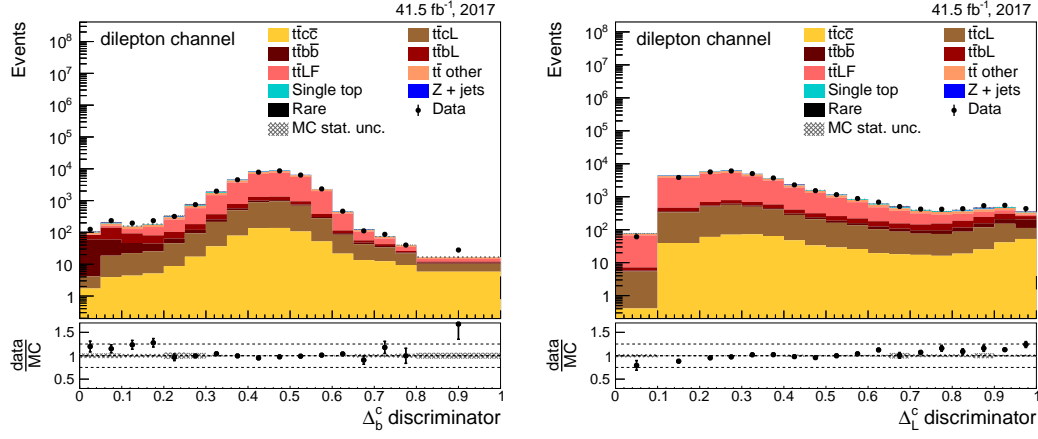 41.5 fb⁻¹, 2017
Events
dilepton channel
tt̄cc̄
tt̄cL
tt̄bb̄
tt̄bL
tt̄LF
tt̄ other
Single top
Z + jets
Rare
Data
MC stat. unc.
10⁸
10⁷
10⁶
10⁵
10⁴
10³
10²
10
1
data
MC
1.5
1.0
0.5
0 0.1 0.2 0.3 0.4 0.5 0.6 0.7 0.8 0.9 1
Δ_b^c discriminator
41.5 fb⁻¹, 2017
Events
dilepton channel
tt̄cc̄
tt̄cL
tt̄bb̄
tt̄bL
tt̄LF
tt̄ other
Single top
Z + jets
Rare
Data
MC stat. unc.
10⁸
10⁷
10⁶
10⁵
10⁴
10³
10²
10
1
data
MC
1.5
1.0
0.5
0 0.1 0.2 0.3 0.4 0.5 0.6 0.7 0.8 0.9 1
Δ_L^c discriminator